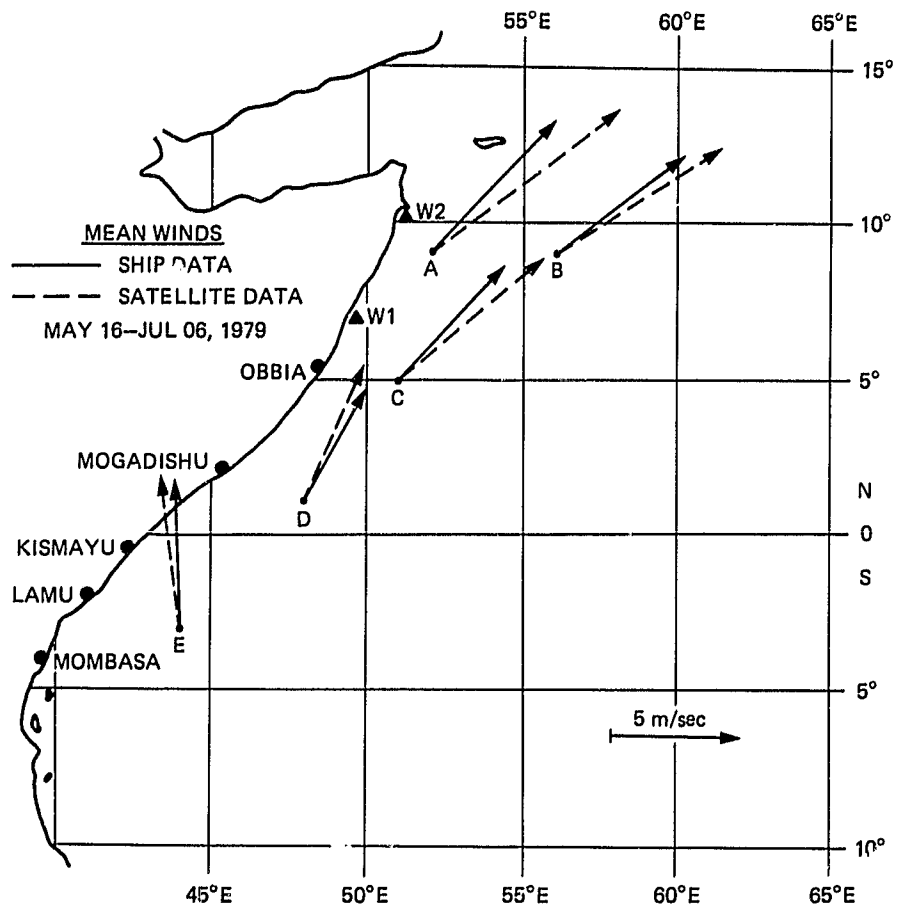 55°E 60°E 65°E
15°
W2
10°
MEAN WINDS
A B
SHIP DATA
SATELLITE DATA
W1
MAY 16–JUL 06, 1979
OBBIA
5°
C
MOGADISHU
N
D
KISMAYU
0
S
LAMU
E
MOMBASA
5°
5 m/sec
10°
45°E 50°E 55°E 60°E 65°E